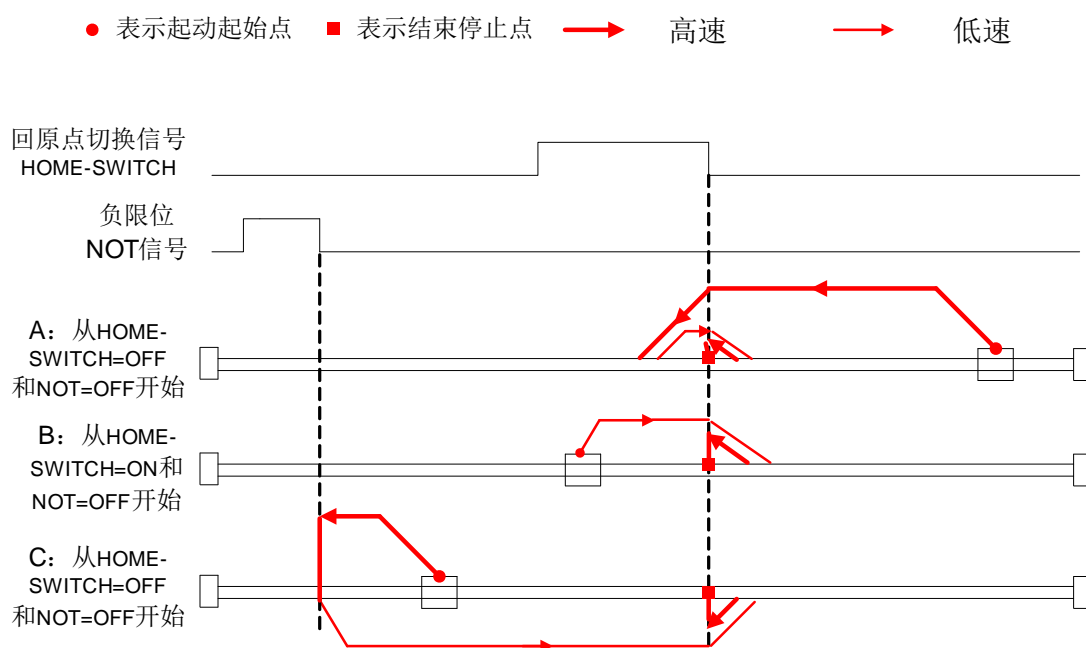 表示起动起始点 表示结束停止点 高速 低速
回原点切换信号
HOME-SWITCH
负限位
NOT信号
A：从HOME-
SWITCH=OFF
和NOT=OFF开始
B：从HOME-
SWITCH=ON和
NOT=OFF开始
C：从HOME-
SWITCH=OFF
和NOT=OFF开始